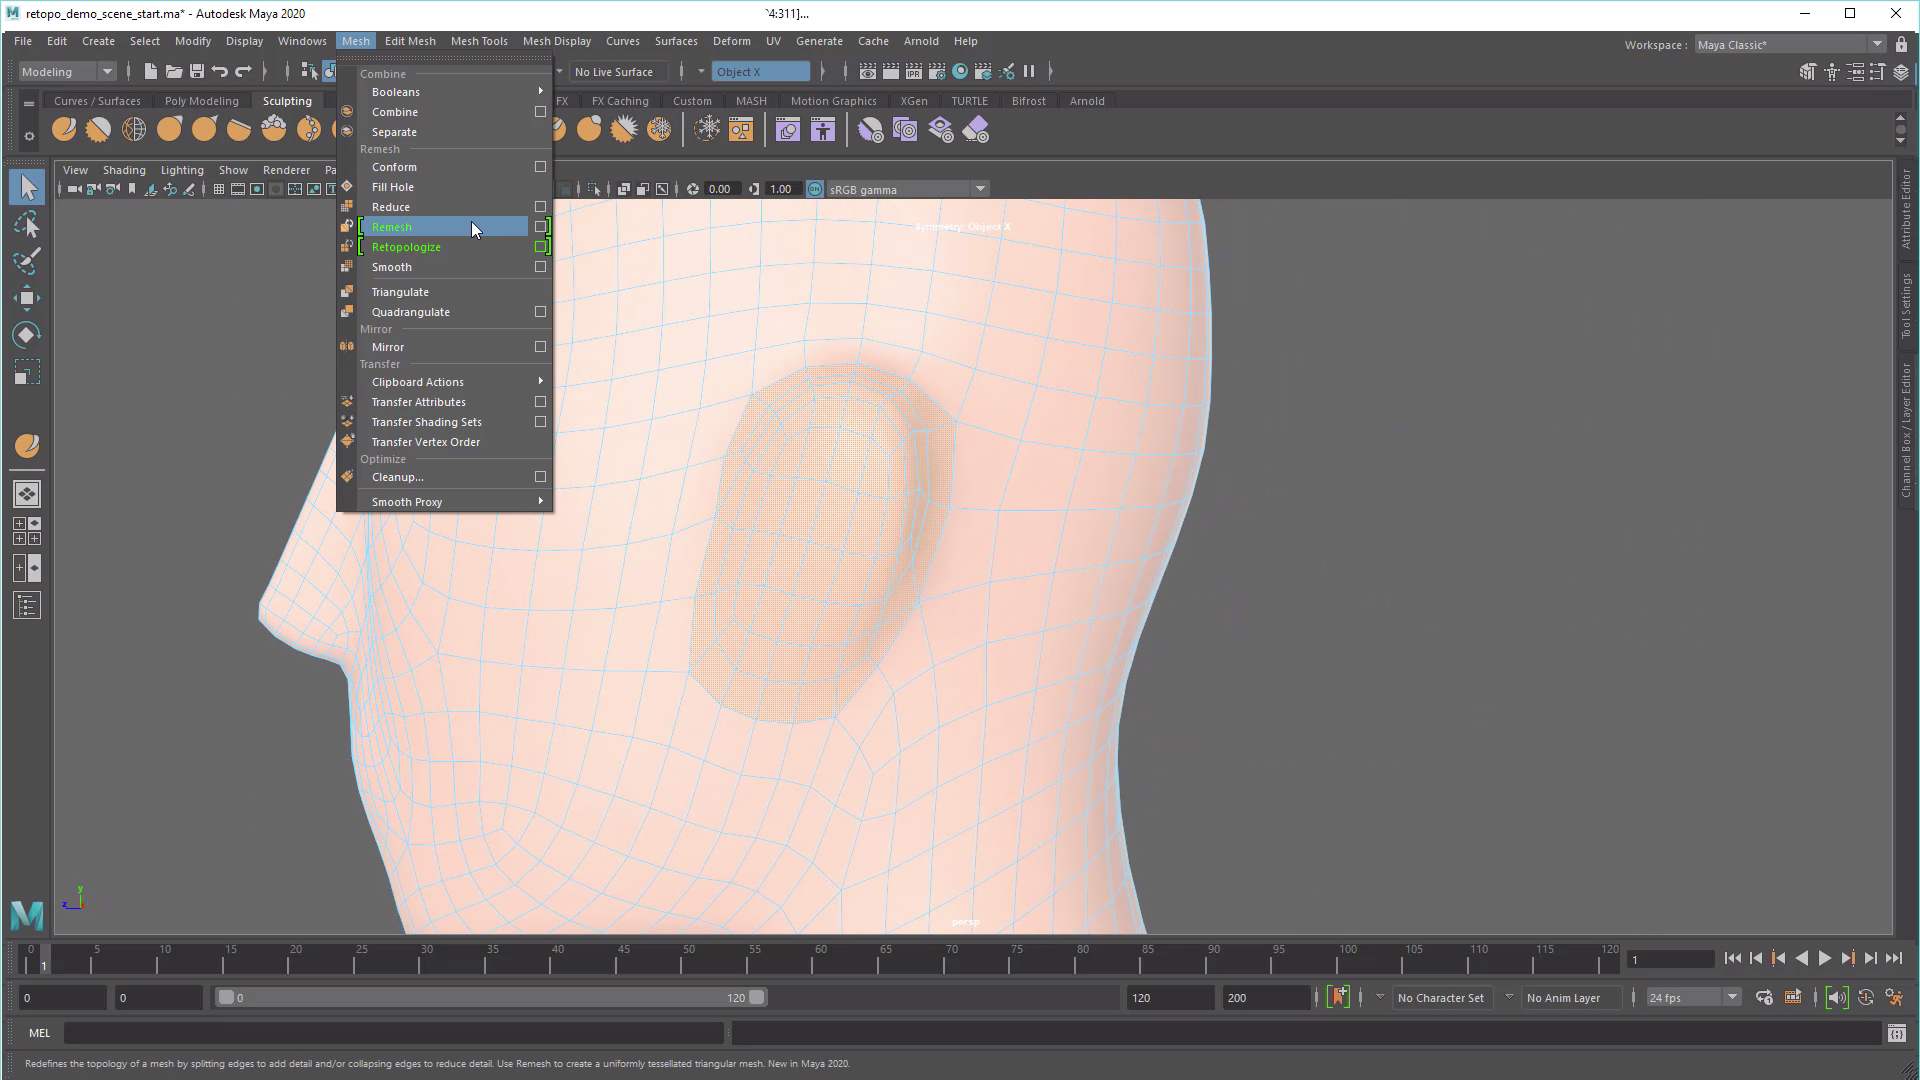 retopo_demo_scene_start.ma* - Autodesk Maya 2020
`4:311]...
File Edit Create Select Modify Display Windows Mesh Edit Mesh Mesh Tools Mesh Display Curves Surfaces Deform UV Generate Cache Arnold Help
Workspace : Maya Classic*
Modeling No Live Surface Object X
Curves / Surfaces Poly Modeling Sculpting FX FX Caching Custom MASH Motion Graphics XGen TURTLE Bifrost Arnold
View Shading Lighting Show Renderer Pa
0.00 1.00 ON sRGB gamma
Combine
Booleans
Combine
Separate
Remesh
Conform
Fill Hole
Reduce
Remesh
Retopologize
Smooth
Triangulate
Quadrangulate
Mirror
Mirror
Transfer
Clipboard Actions
Transfer Attributes
Transfer Shading Sets
Transfer Vertex Order
Optimize
Cleanup...
Smooth Proxy
Symmetry: Object X
Attribute Editor
Tool Settings
Channel Box / Layer Editor
y
z
persp
0 5 10 15 20 25 30 35 40 45 50 55 60 65 70 75 80 85 90 95 100 105 110 115 120
1
1
0 0 0 120 120 200 No Character Set No Anim Layer 24 fps
MEL
Redefines the topology of a mesh by splitting edges to add detail and/or collapsing edges to reduce detail. Use Remesh to create a uniformly tessellated triangular mesh. New in Maya 2020.